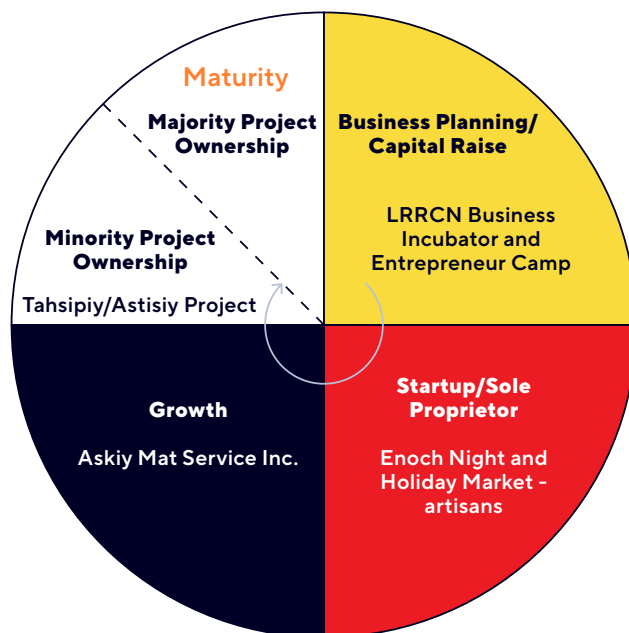 Maturity
Majority Project
Ownership
Business Planning/
Capital Raise
LRRCN Business
Incubator and
Entrepreneur Camp
Minority Project
Ownership
Tahsipiy/Astisiy Project
Growth
Askiy Mat Service Inc.
Startup/Sole
Proprietor
Enoch Night and
Holiday Market -
artisans